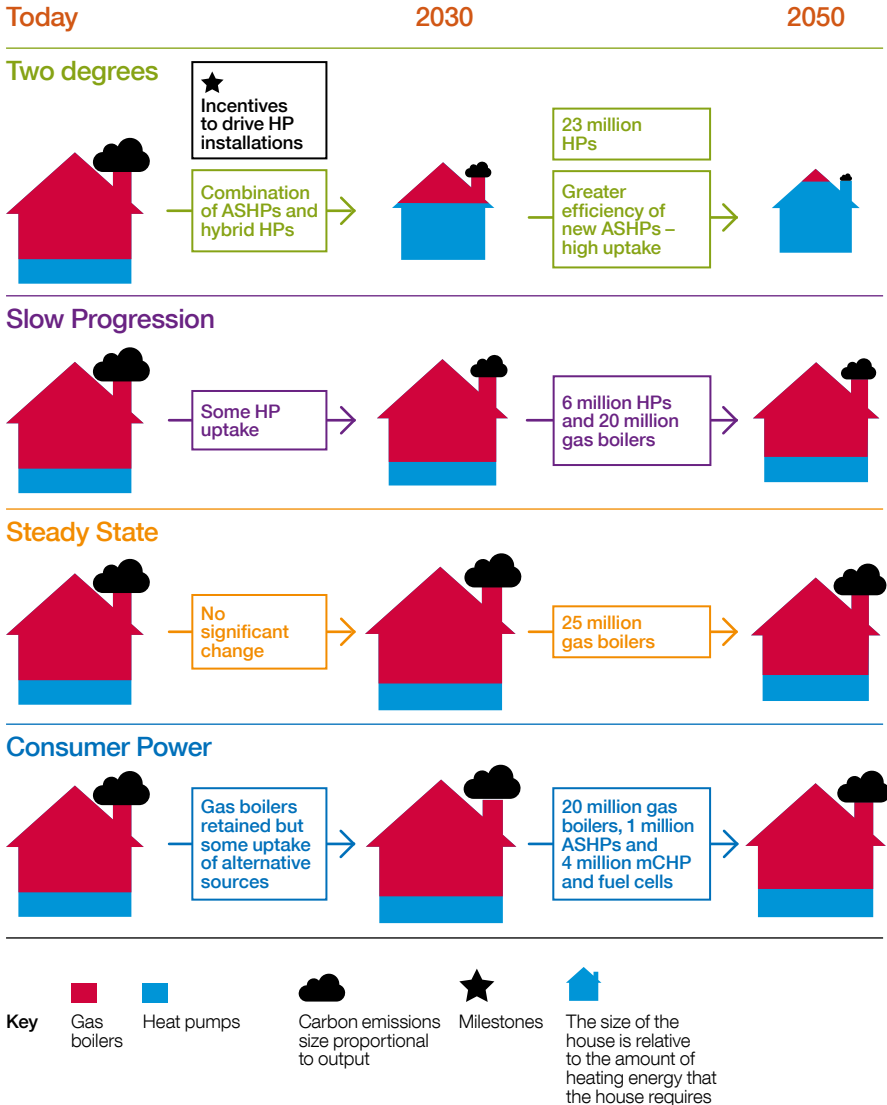 Today
2030
2050
Two degrees
Incentives
to drive HP
installations
Combination
of ASHPs and
hybrid HPs
23 million
HPs
Greater
efficiency of
new ASHPs –
high uptake
Slow Progression
Some HP
uptake
6 million HPs
and 20 million
gas boilers
Steady State
No
significant
change
25 million
gas boilers
Consumer Power
Gas boilers
retained but
some uptake
of alternative
sources
20 million gas
boilers, 1 million
ASHPs and
4 million mCHP
and fuel cells
Key
Gas
boilers
Heat pumps
Carbon emissions
size proportional
to output
Milestones
The size of the
house is relative
to the amount of
heating energy that
the house requires